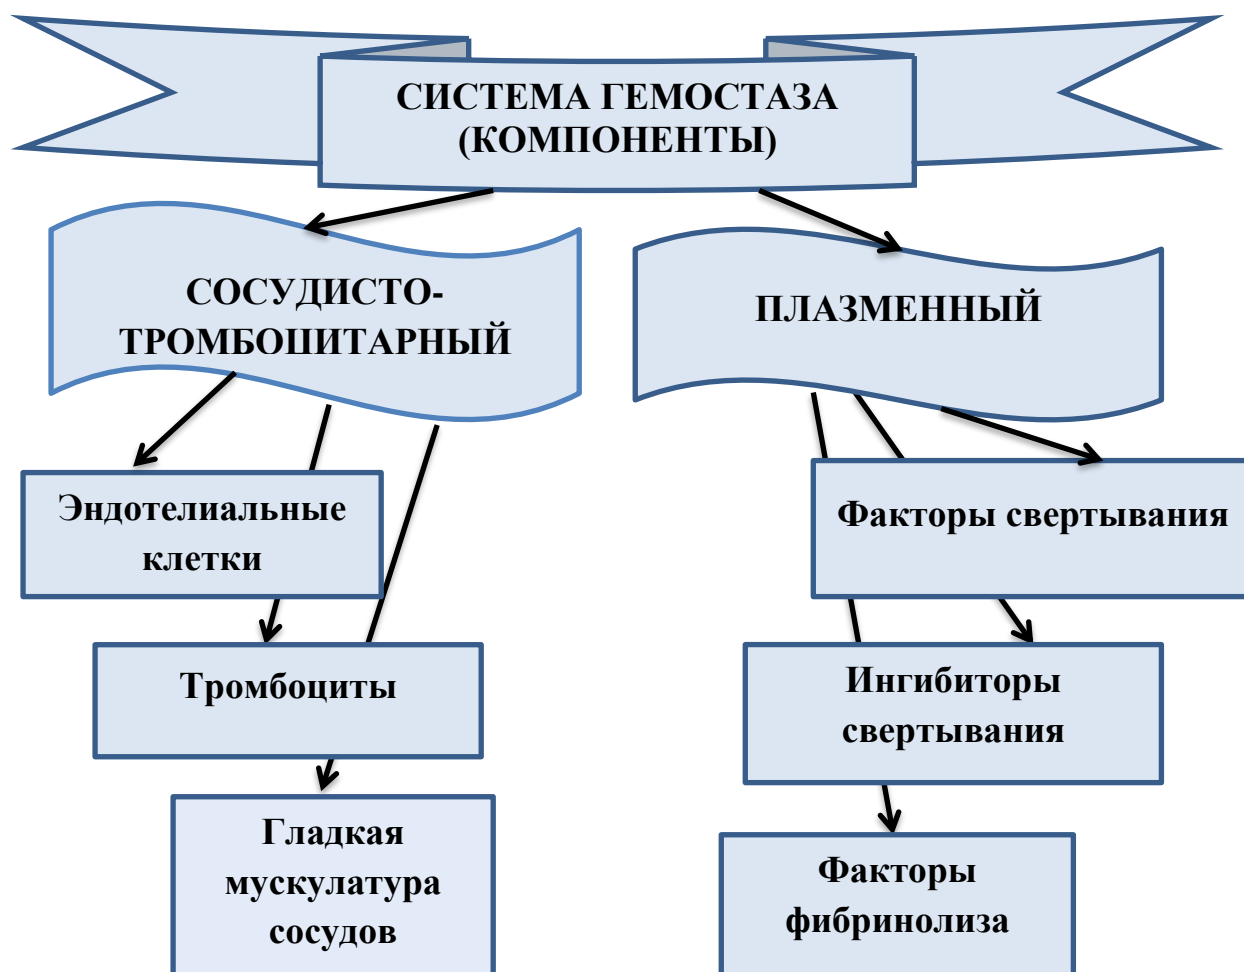 СИСТЕМА ГЕМОСТАЗА
(КОМПОНЕНТЫ)
СОСУДИСТО-
ТРОМБОЦИТАРНЫЙ
ПЛАЗМЕННЫЙ
Эндотелиальные
клетки
Тромбоциты
Гладкая
мускулатура
сосудов
Факторы свертывания
Ингибиторы
свертывания
Факторы
фибринолиза